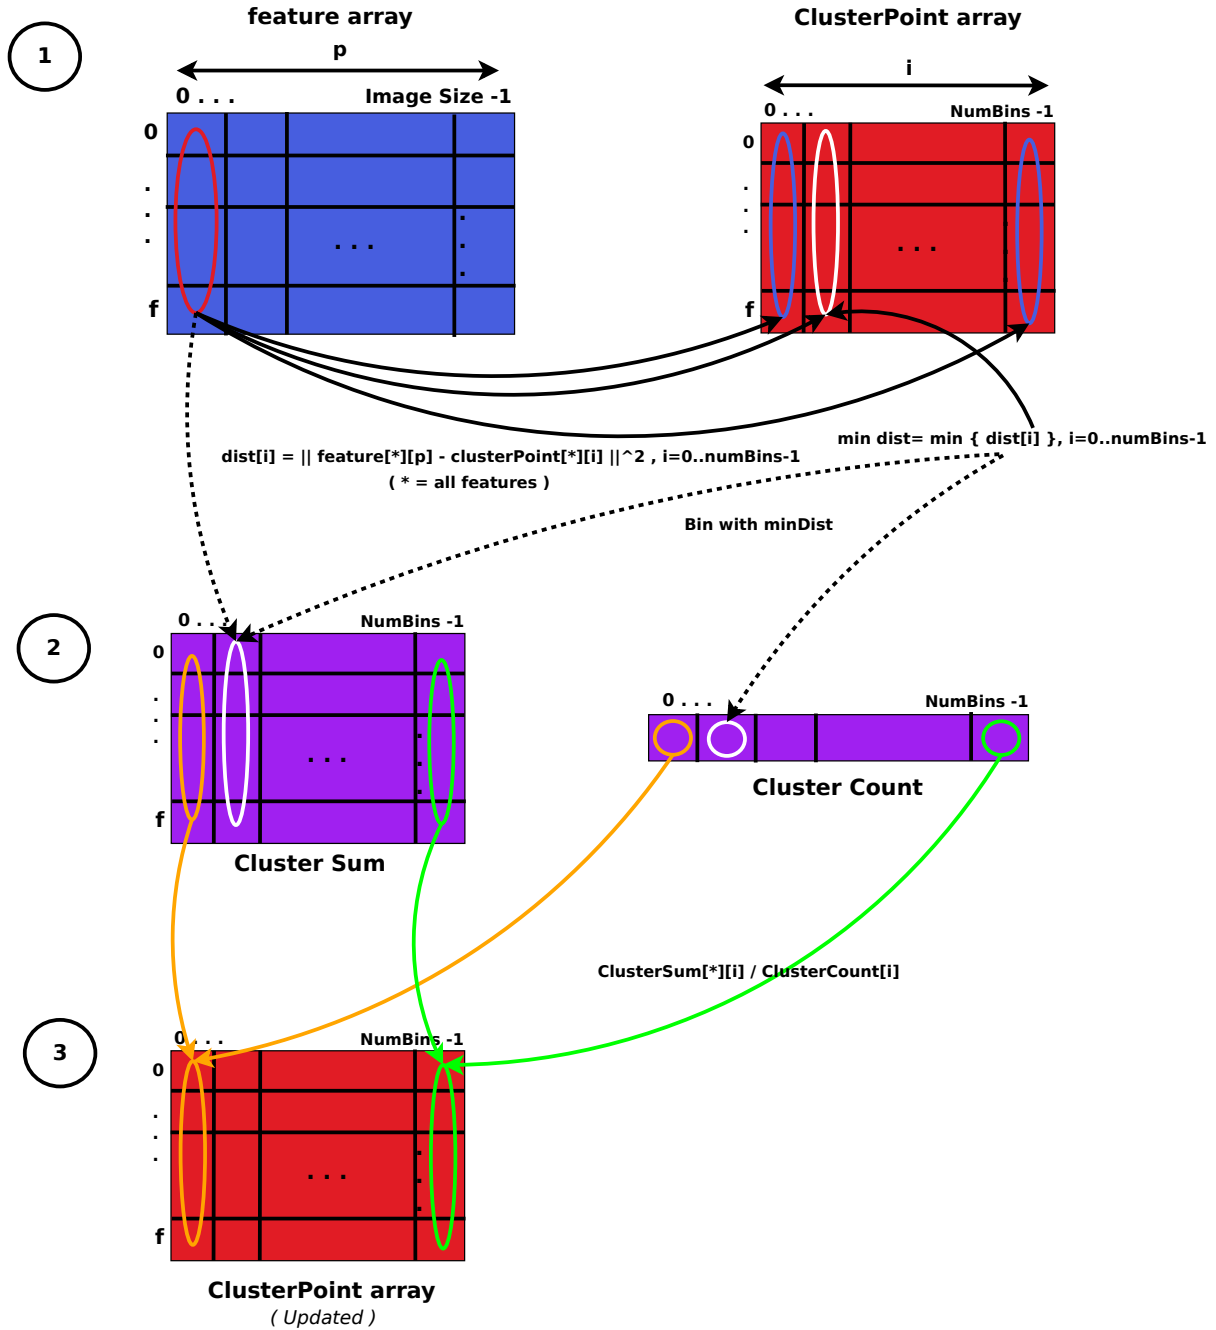 1
feature array
ClusterPoint array
p
i
0 . . .
Image Size -1
0 . . .
NumBins -1
0
.
.
.
f
. . .
.
.
.
0
.
.
.
f
. . .
min dist= min { dist[i] }, i=0..numBins-1
dist[i] = || feature[*][p] - clusterPoint[*][i] ||^2 , i=0..numBins-1
( * = all features )
Bin with minDist
2
0 . . .
NumBins -1
0
.
.
.
f
. . .
.
.
.
Cluster Sum
0 . . .
NumBins -1
Cluster Count
ClusterSum[*][i] / ClusterCount[i]
3
0 . . .
NumBins -1
0
.
.
.
f
. . .
.
.
.
ClusterPoint array
( Updated )